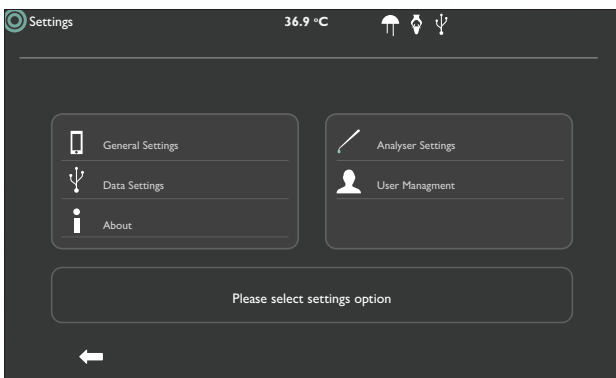 Settings
36.9 °C
General Settings
Data Settings
About
Analyser Settings
User Managment
Please select settings option